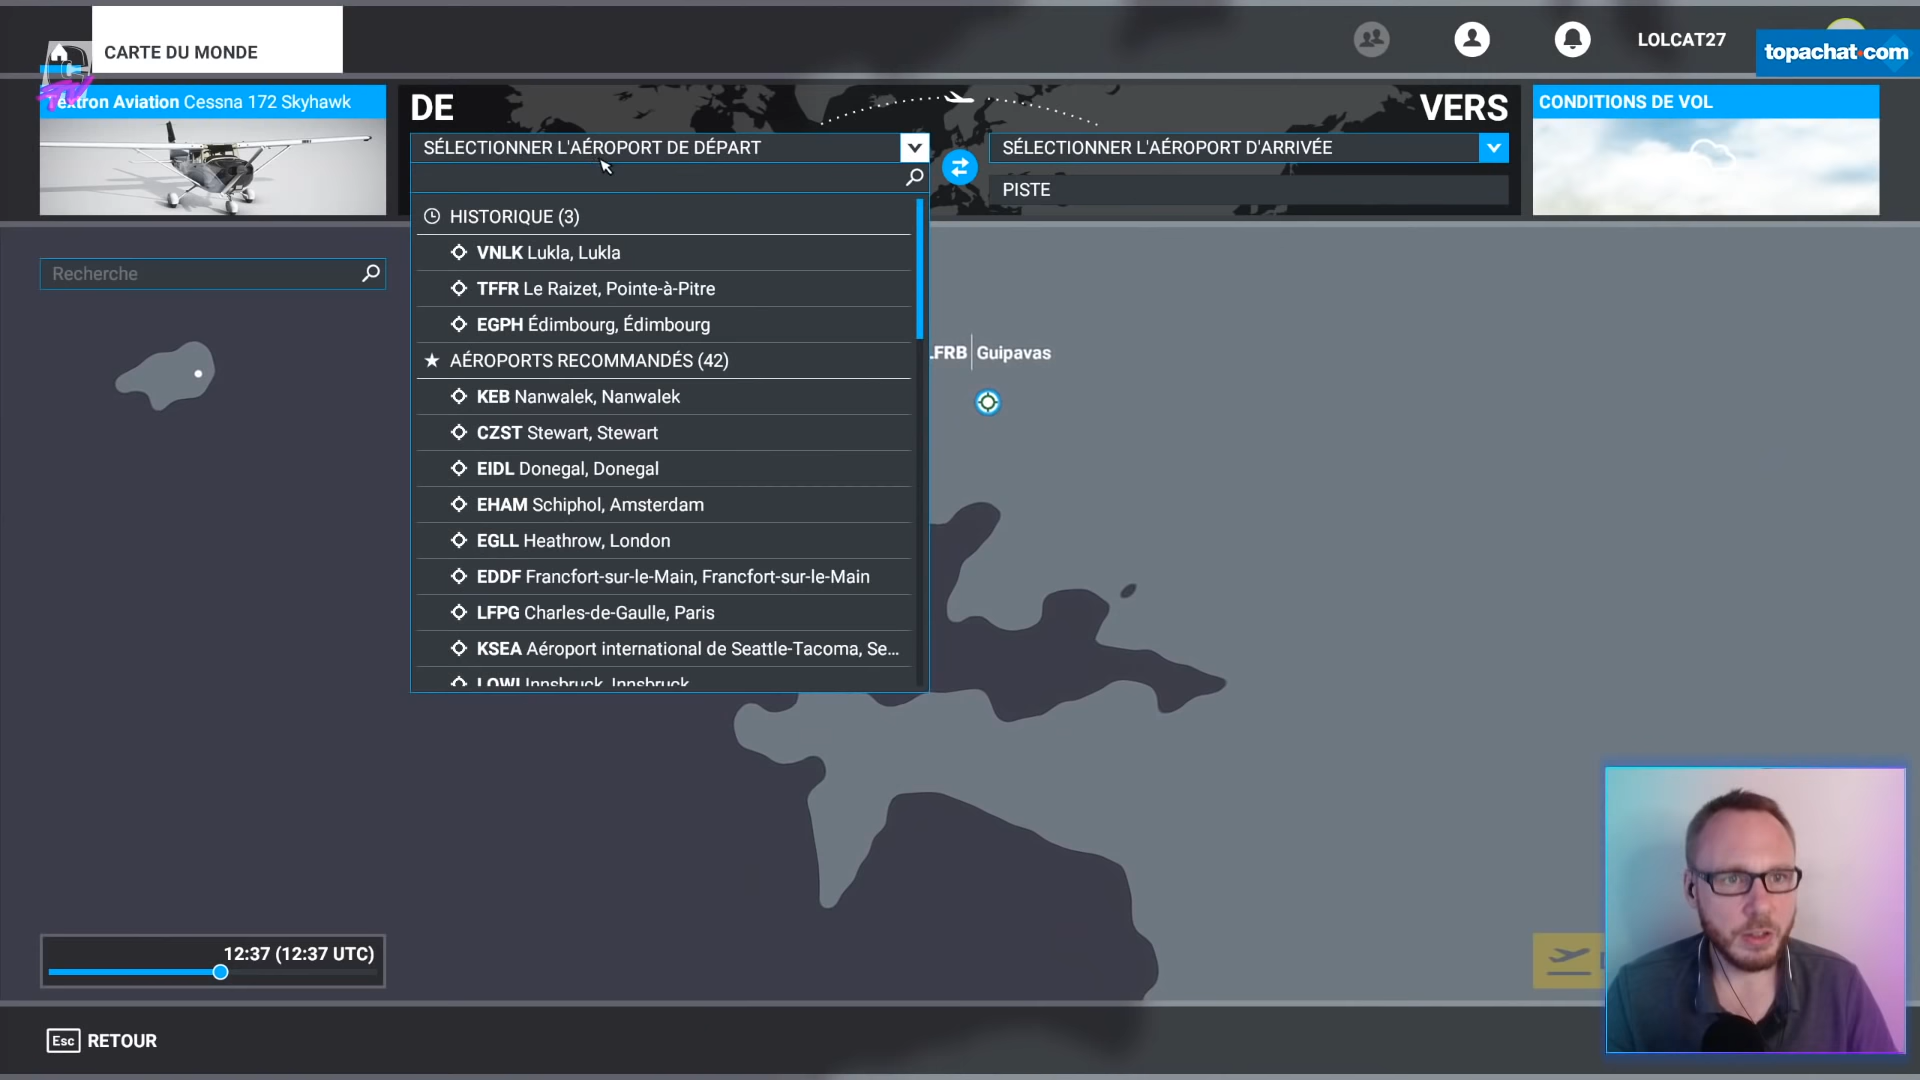 CARTE DU MONDE
LOLCAT27
topachat.com
Textron Aviation Cessna 172 Skyhawk
DE
VERS
CONDITIONS DE VOL
SÉLECTIONNER L'AÉROPORT DE DÉPART
SÉLECTIONNER L'AÉROPORT D'ARRIVÉE
PISTE
HISTORIQUE (3)
VNLK Lukla, Lukla
Recherche
TFFR Le Raizet, Pointe-à-Pitre
EGPH Édimbourg, Édimbourg
LFRB Guipavas
AÉROPORTS RECOMMANDÉS (42)
KEB Nanwalek, Nanwalek
CZST Stewart, Stewart
EIDL Donegal, Donegal
EHAM Schiphol, Amsterdam
EGLL Heathrow, London
EDDF Francfort-sur-le-Main, Francfort-sur-le-Main
LFPG Charles-de-Gaulle, Paris
KSEA Aéroport international de Seattle-Tacoma, Se...
LOWI Innsbruck, Innsbruck
12:37 (12:37 UTC)
Esc RETOUR